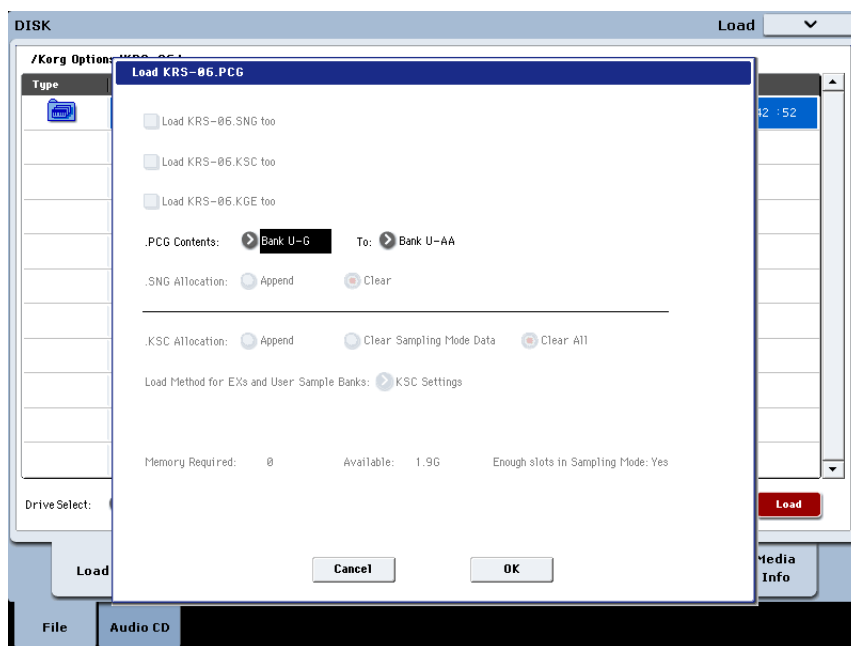 DISK Load
/Korg Option
Load KRS-06.PCG
Type
42 :52
Load KRS-06.SNG too
Load KRS-06.KSC too
Load KRS-06.KGE too
.PCG Contents: Bank U-G To: Bank U-AA
.SNG Allocation: Append Clear
.KSC Allocation: Append Clear Sampling Mode Data Clear All
Load Method for EXs and User Sample Banks: KSC Settings
Memory Required: 0 Available: 1.9G Enough slots in Sampling Mode: Yes
Drive Select: Load
Cancel OK
Load Media
Info
File Audio CD